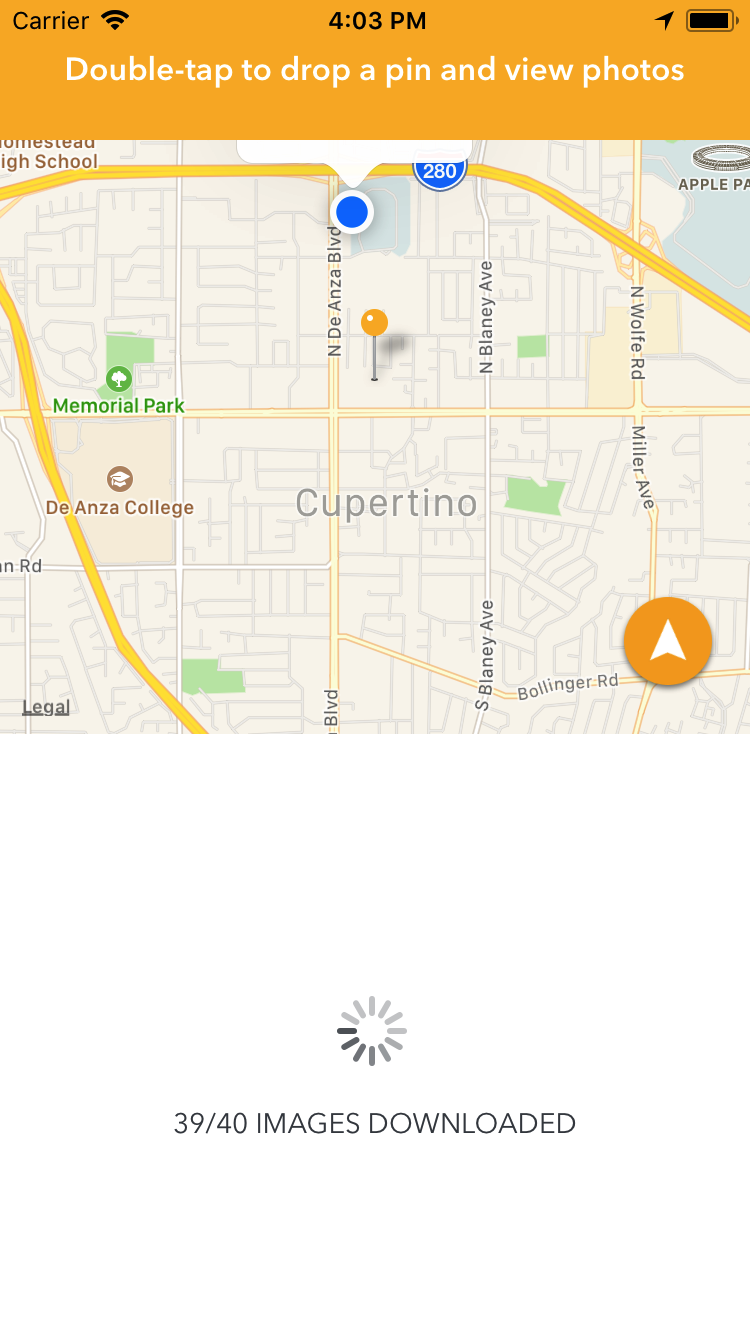 Carrier
4:03 PM
Double-tap to drop a pin and view photos
omestead
igh School
280
APPLE PA
N De Anza Blvd
N Blaney Ave
N Wolfe Rd
Memorial Park
Miller Ave
De Anza College
Cupertino
nn Rd
S Blaney Ave
Bollinger Rd
Blvd
Legal
39/40 IMAGES DOWNLOADED